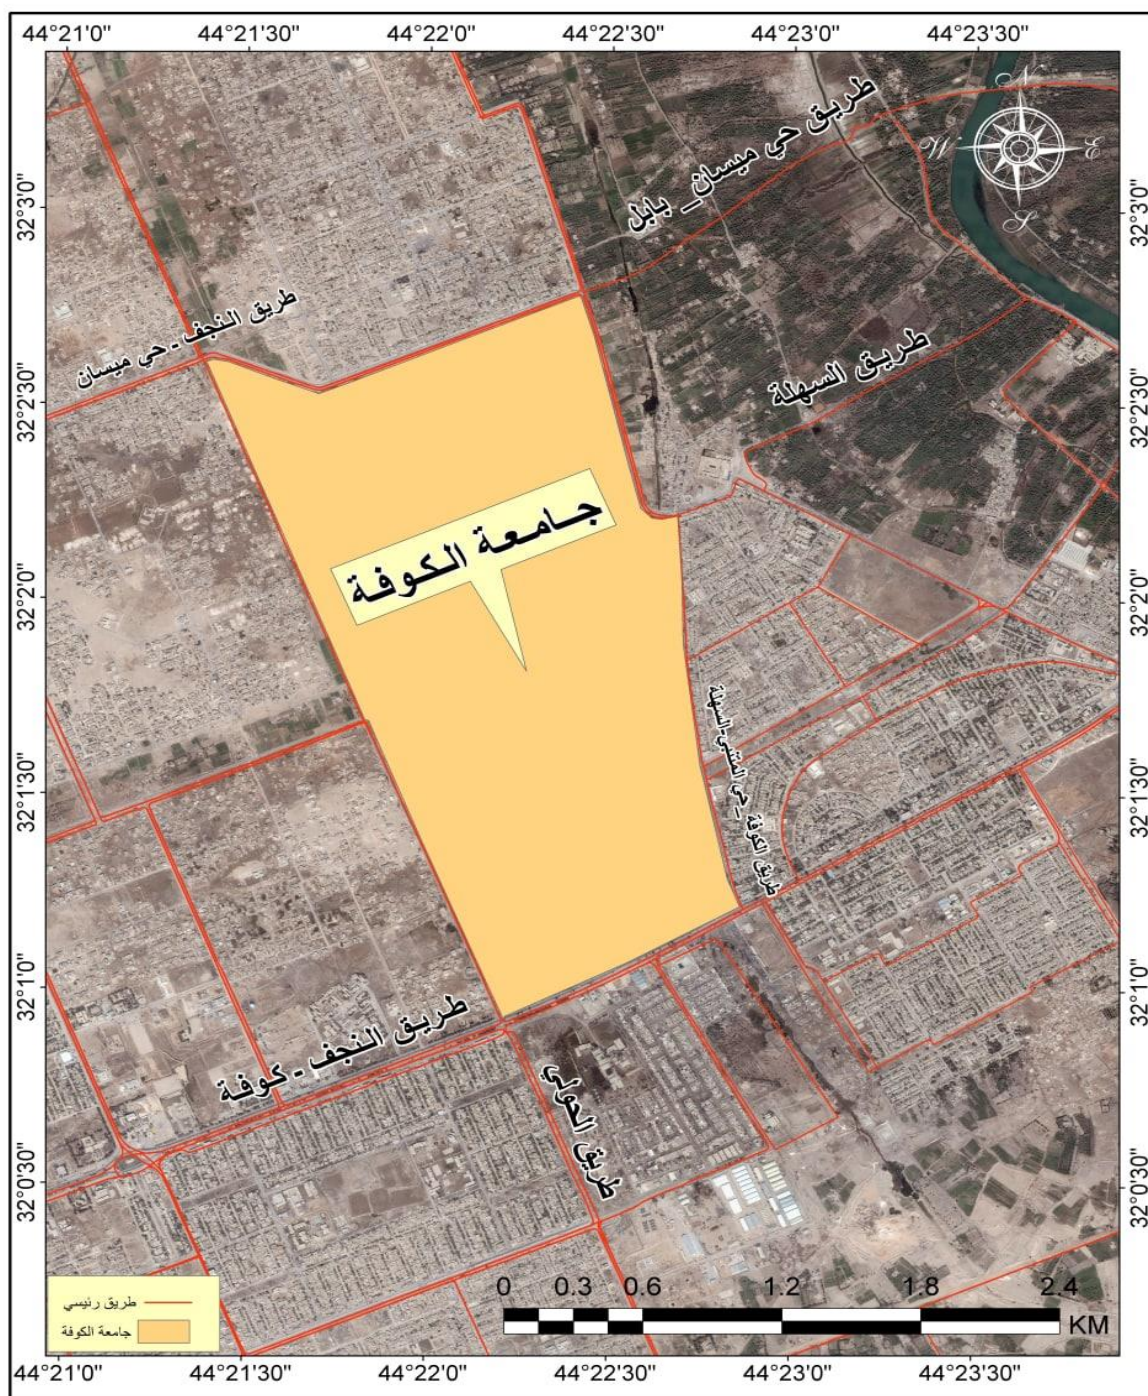 44°21'0" 44°21'30" 44°22'0" 44°22'30" 44°23'0" 44°23'30"
N
W E
S
طريق حي ميسان_ بابل
32°3'0" 32°3'0"
طريق النجف - حي ميسان
طريق السهلة
32°2'30" 32°2'30"
جامعة الكوفة
32°2'0" 32°2'0"
طريق الكوفة _حي المتنبي-السهلة
32°1'30" 32°1'30"
32°1'0" 32°1'0"
طريق النجف - كوفة
طريق الحولي
32°0'30" 32°0'30"
طريق رئيسي
جامعة الكوفة
0 0.3 0.6 1.2 1.8 2.4
KM
44°21'0" 44°21'30" 44°22'0" 44°22'30" 44°23'0" 44°23'30"